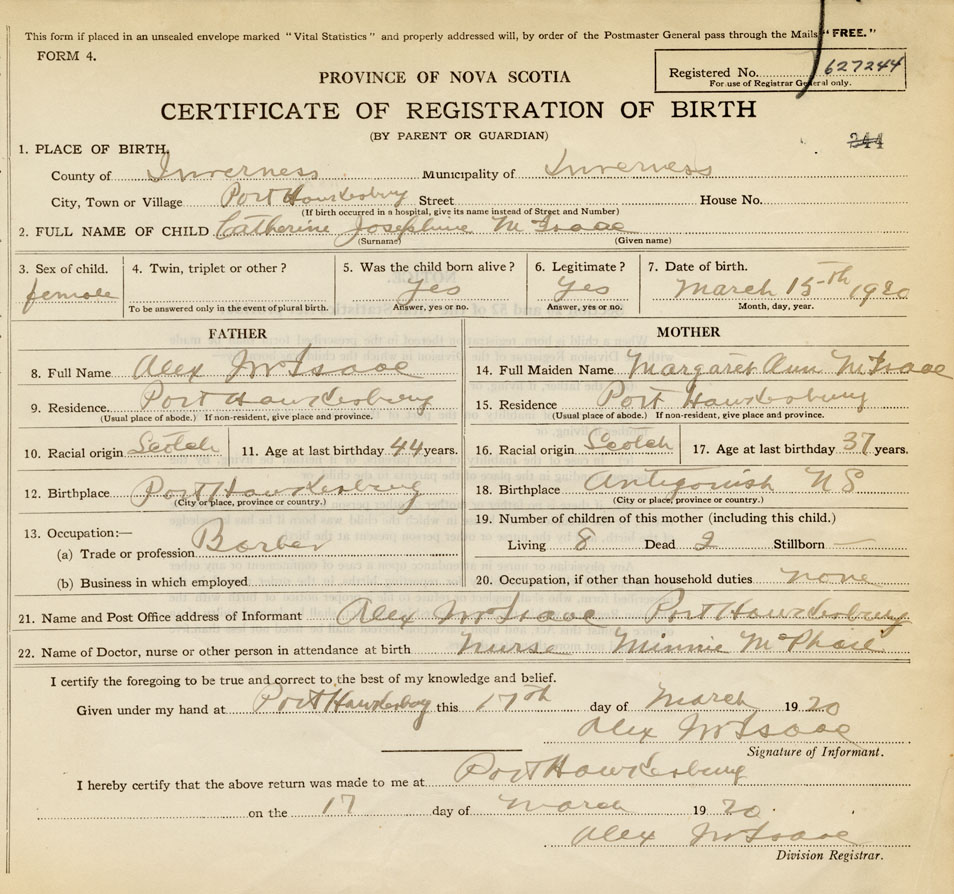 This form if placed in an unsealed envelope marked "Vital Statistics" and properly addressed will, by order of the Postmaster General pass through the Mails "FREE."
FORM 4.
Registered No. 627244
For use of Registrar General only.
PROVINCE OF NOVA SCOTIA
CERTIFICATE OF REGISTRATION OF BIRTH
(BY PARENT OR GUARDIAN)
244
1. PLACE OF BIRTH,
County of Inverness Municipality of Inverness
City, Town or Village Port Hawkesbury Street House No.
(If birth occurred in a hospital, give its name instead of Street and Number)
2. FULL NAME OF CHILD Catherine Josephine McIsaac
(Surname) (Given name)
3. Sex of child. 4. Twin, triplet or other? 5. Was the child born alive? 6. Legitimate? 7. Date of birth.
female Yes Yes March 15th 1920
To be answered only in the event of plural birth. Answer, yes or no. Answer, yes or no. Month, day, year.
FATHER MOTHER
8. Full Name Alex McIsaac 14. Full Maiden Name Margaret Ann McIsaac
9. Residence. Port Hawkesbury 15. Residence Port Hawkesbury
(Usual place of abode.) If non-resident, give place and province. (Usual place of abode.) If non-resident, give place and province.
10. Racial origin Scotch 11. Age at last birthday 44 years. 16. Racial origin Scotch 17. Age at last birthday 37 years.
12. Birthplace Port Hawkesbury 18. Birthplace Antigonish NS
(City or place, province or country.) (City or place, province or country.)
13. Occupation:— 19. Number of children of this mother (including this child.)
(a) Trade or profession Barber Living 8 Dead 2 Stillborn —
(b) Business in which employed 20. Occupation, if other than household duties none
21. Name and Post Office address of Informant Alex McIsaac Port Hawkesbury
22. Name of Doctor, nurse or other person in attendance at birth Nurse Minnie McPhail
I certify the foregoing to be true and correct to the best of my knowledge and belief.
Given under my hand at Port Hawkesbury this 17th day of March 1920
Alex McIsaac
Signature of Informant.
I hereby certify that the above return was made to me at Port Hawkesbury
on the 17 day of March 1920.
Alex McIsaac
Division Registrar.